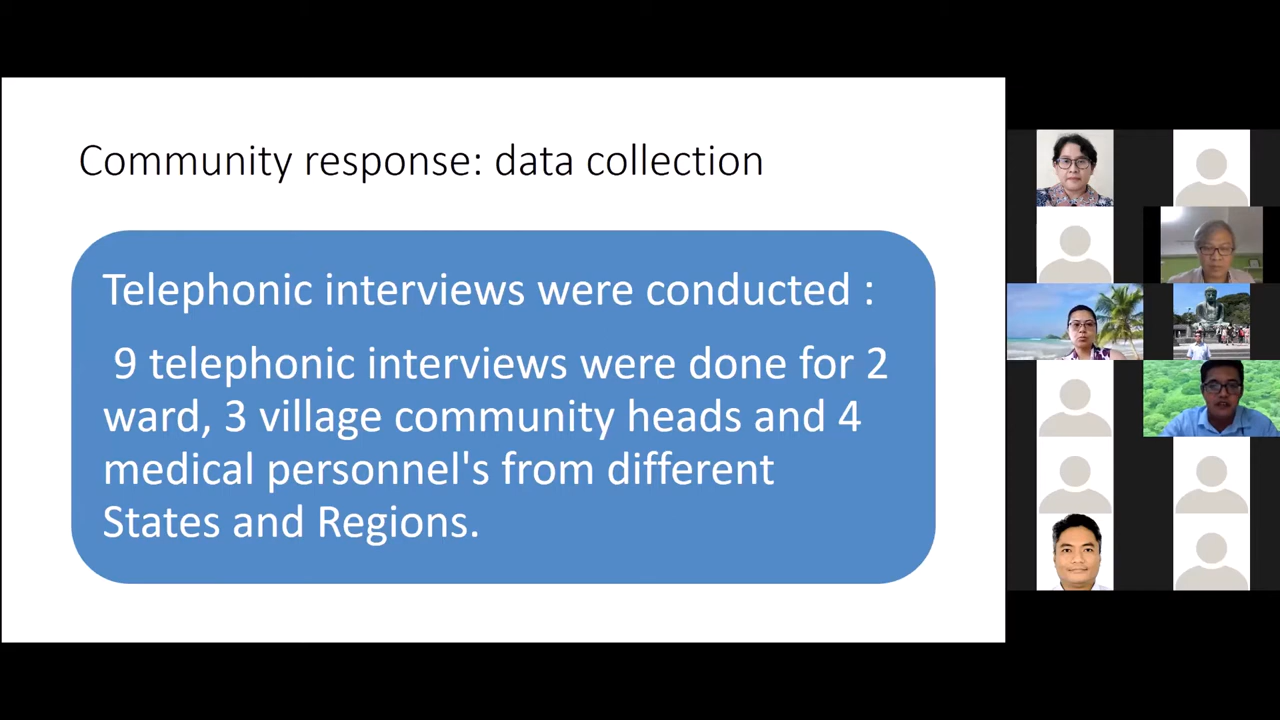 Community response: data collection
Telephonic interviews were conducted :
9 telephonic interviews were done for 2
ward, 3 village community heads and 4
medical personnel's from different
States and Regions.